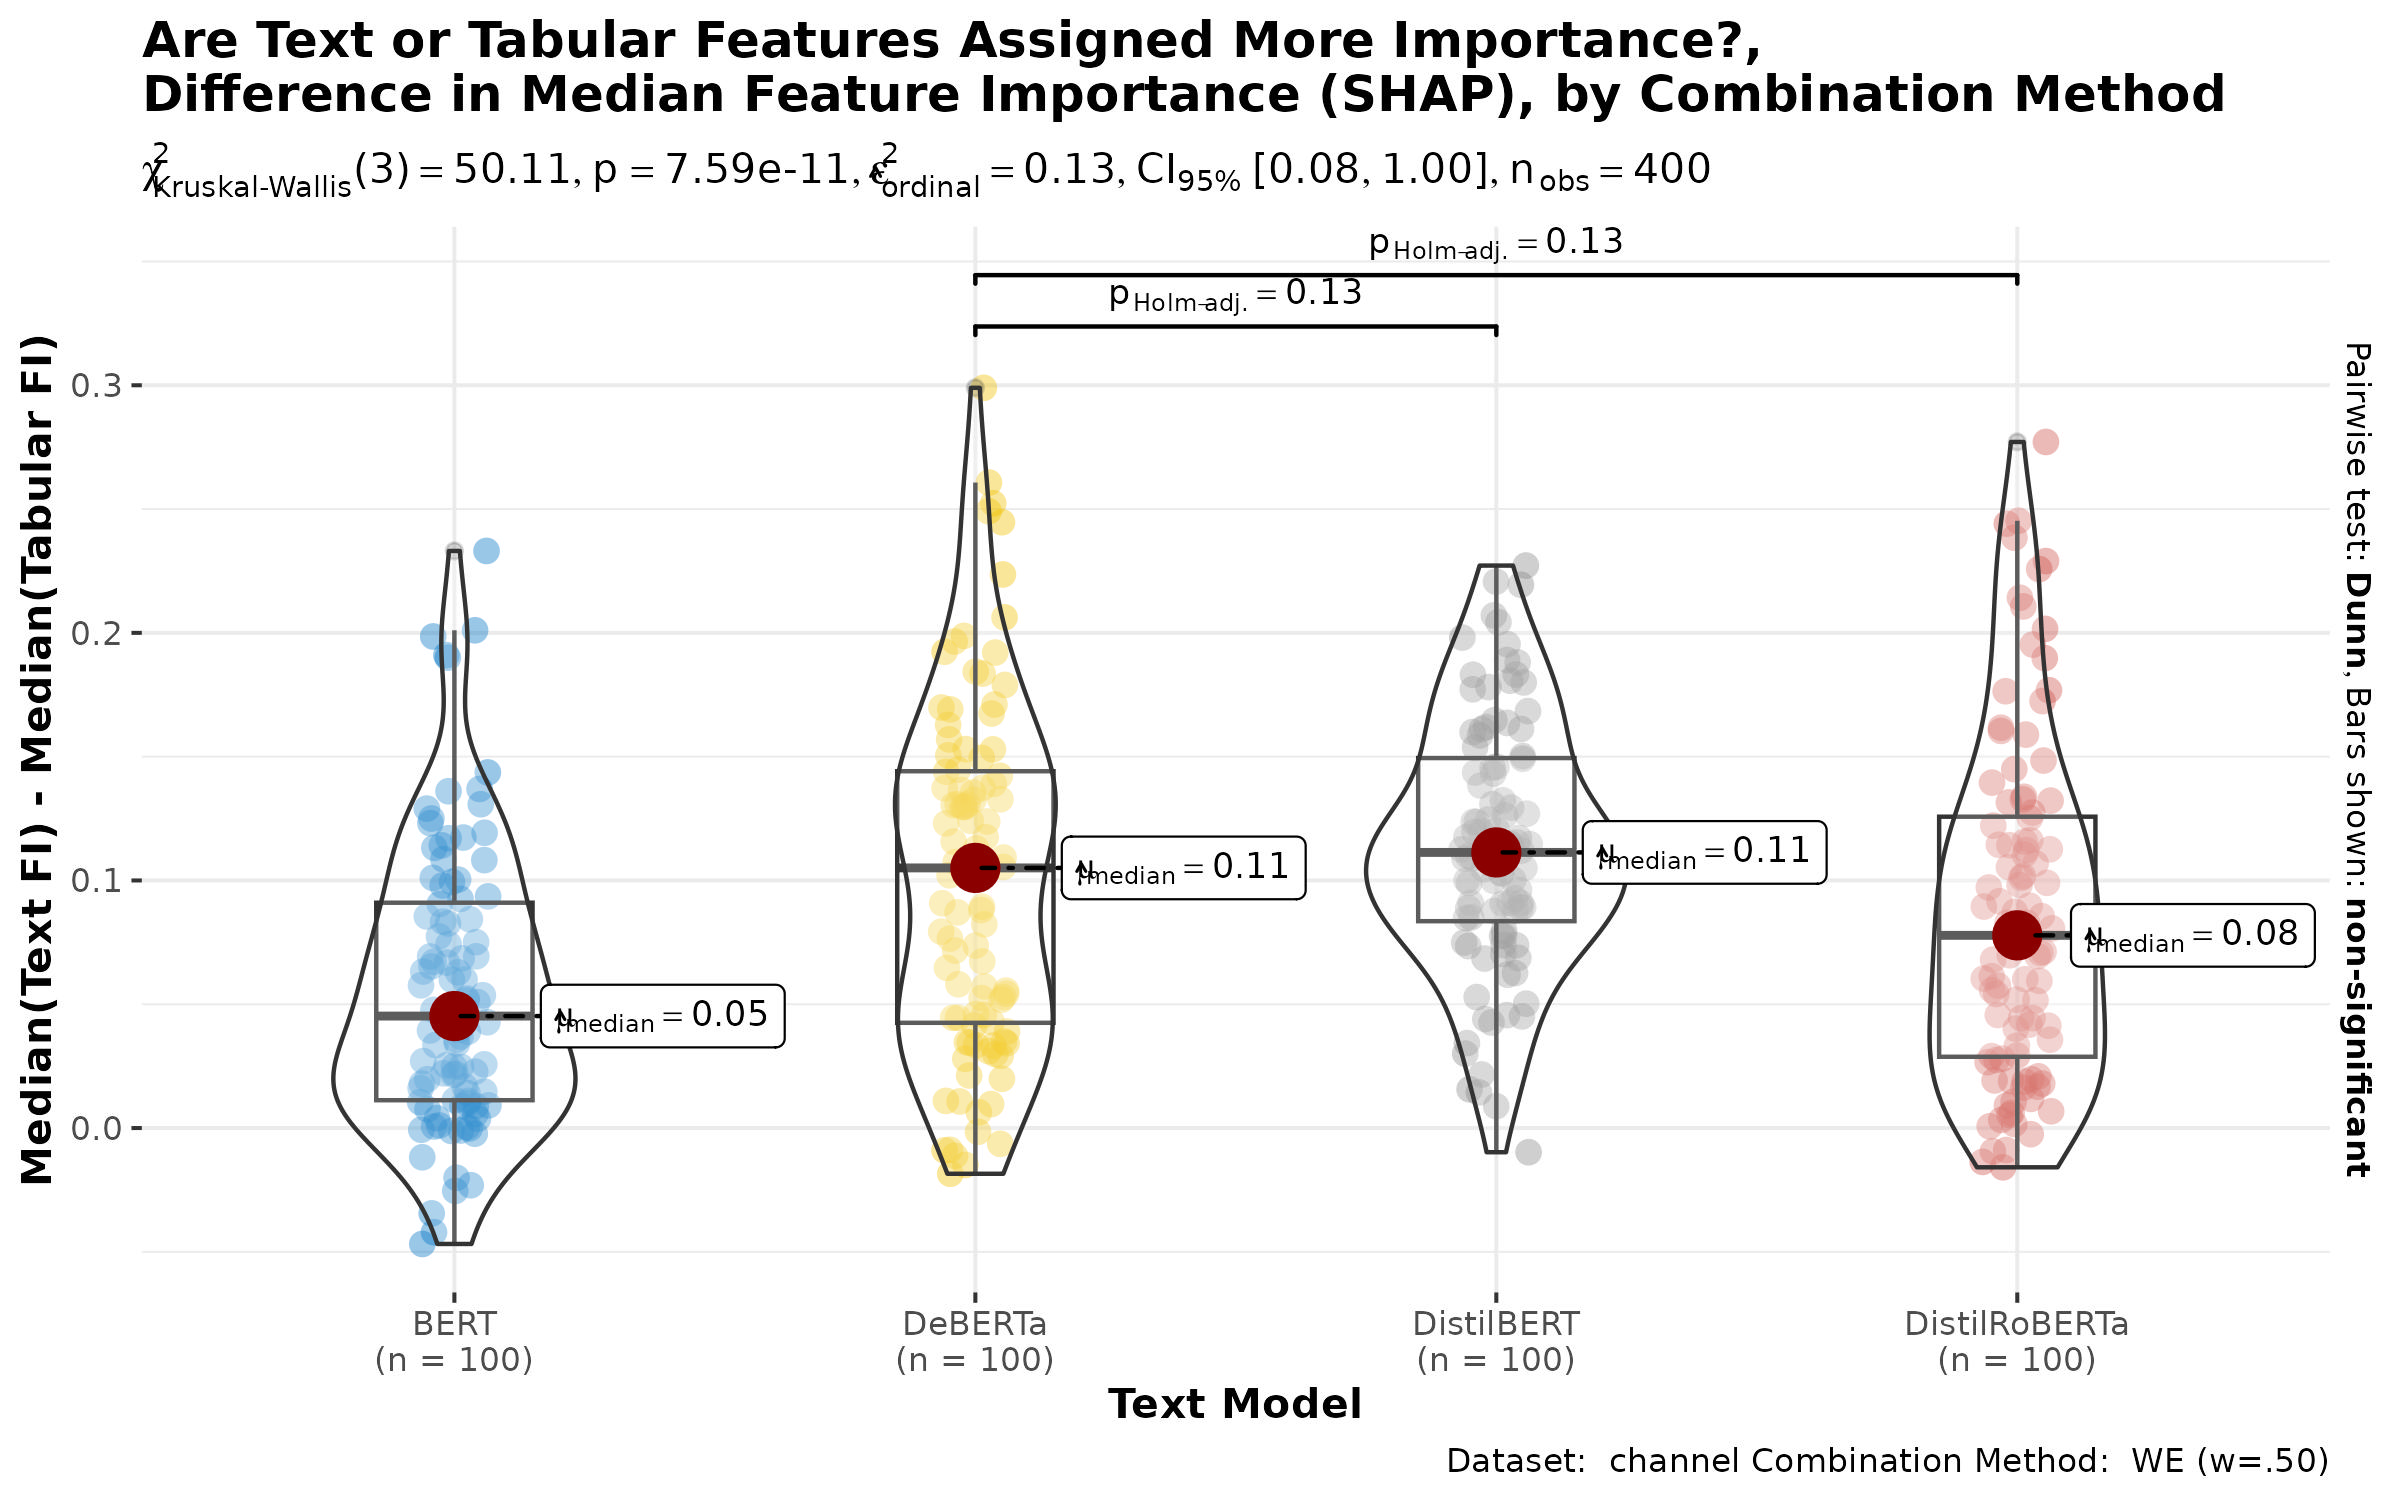 Are Text or Tabular Features Assigned More Importance?,
Difference in Median Feature Importance (SHAP), by Combination Method
χ²Kruskal-Wallis(3) = 50.11, p = 7.59e-11, ε²ordinal = 0.13, CI95% [0.08, 1.00], nobs = 400
pHolm-adj. = 0.13
pHolm-adj. = 0.13
Median(Text FI) - Median(Tabular FI)
0.3
0.2
0.1
0.0
μmedian = 0.05
μmedian = 0.11
μmedian = 0.11
μmedian = 0.08
Pairwise test: Dunn, Bars shown: non-significant
BERT
(n = 100)
DeBERTa
(n = 100)
DistilBERT
(n = 100)
DistilRoBERTa
(n = 100)
Text Model
Dataset:  channel Combination Method:  WE (w=.50)